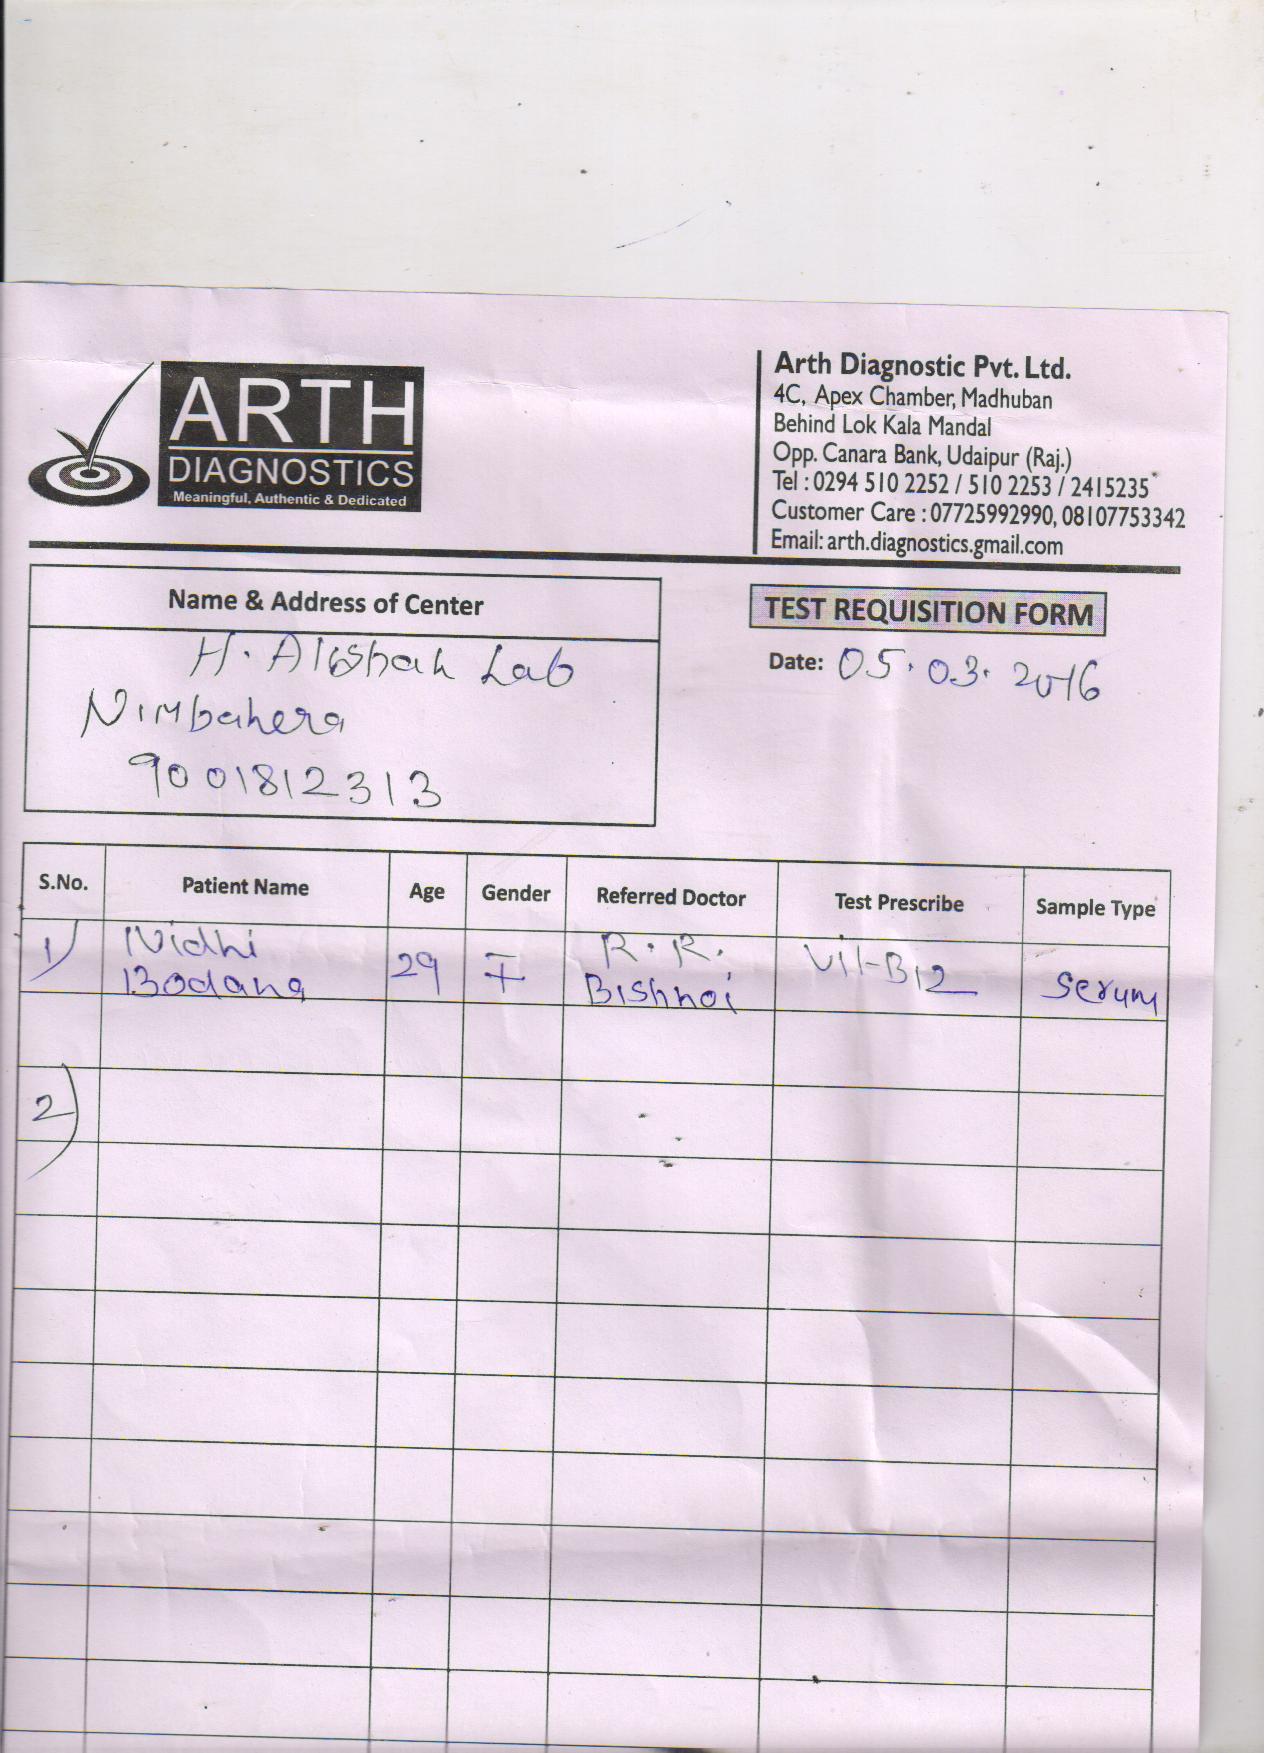 ARTH
DIAGNOSTICS
Meaningful, Authentic & Dedicated
Arth Diagnostic Pvt. Ltd.
4C, Apex Chamber, Madhuban
Behind Lok Kala Mandal
Opp. Canara Bank, Udaipur (Raj.)
Tel : 0294 510 2252 / 510 2253 / 2415235
Customer Care : 07725992990, 08107753342
Email: arth.diagnostics.gmail.com
Name & Address of Center
H. Lab
Nimbahera
9001812313
TEST REQUISITION FORM
Date: 05.03.2016
S.No. Patient Name Age Gender Referred Doctor Test Prescribe Sample Type
1) Nidhi Bodana 29 F R. R. Bishnoi Vit-B12 Serum
2)